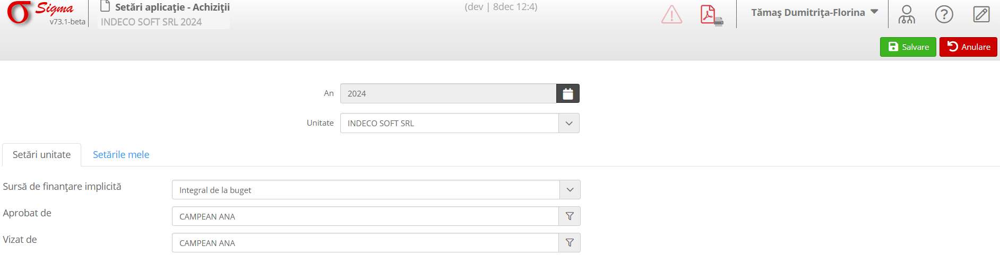 σ Sigma
v73.1-beta
Setări aplicaţie - Achiziţii
INDECO SOFT SRL 2024
(dev | 8dec 12:4)
Tămaş Dumitriţa-Florina
Salvare
Anulare
An
2024
Unitate
INDECO SOFT SRL
Setări unitate
Setările mele
Sursă de finanţare implicită
Integral de la buget
Aprobat de
CAMPEAN ANA
Vizat de
CAMPEAN ANA